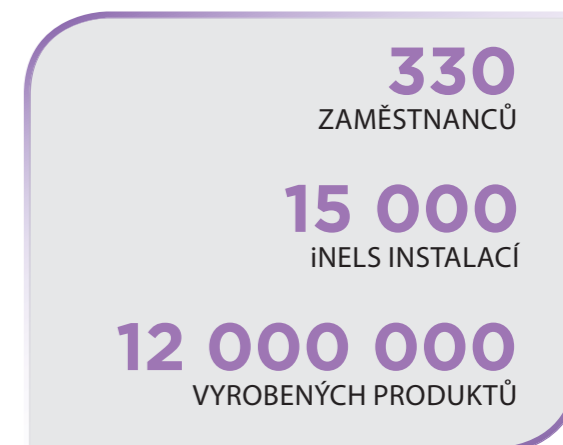 330
ZAMĚSTNANCŮ
15 000
iNELS INSTALACÍ
12 000 000
VYROBENÝCH PRODUKTŮ